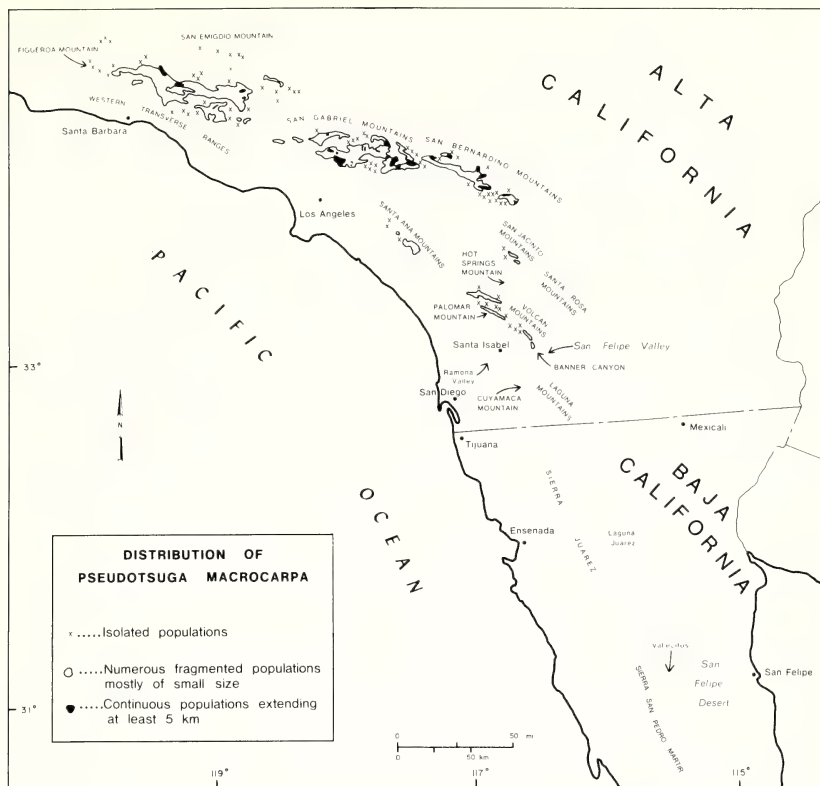 SAN EMIGDIO MOUNTAIN
FIGGEROA MOUNTAIN
WESTERN TRANSVERSE RANGES
Santa Barbara
SAN GABRIEL MOUNTAINS
SAN BERNARDINO MOUNTAINS
ALTA
CALIFORNIA
Los Angeles
SANTA ANA MOUNTAINS
SAN JACINTO
MOUNTAINS
HOT
SPRINGS
MOUNTAIN
SANTA ROSA
MOUNTAINS
PACIFIC
PALOMAR
MOUNTAIN
VOLCAN
MOUNTAINS
Santa Isabel
San Felipe Valley
BANNER CANYON
33°
Ramona
Valley
San Diego
CUYAMACA
MOUNTAIN
LAGUNA
MOUNTAINS
N
Mexicali
Tijuana
BAJA
CALIFORNIA
OCEAN
SIERRA
JUAREZ
Ensenada
Laguna
Juarez
DISTRIBUTION OF
PSEUDOTSUGA MACROCARPA
x ..... Isolated populations
..... Numerous fragmented populations
mostly of small size
..... Continuous populations extending
at least 5 km
Vallecitos
San
Felipe
Desert
San Felipe
SIERRA SAN PEDRO MARTIR
31°
0 50 mi
0 50 km
119° 117° 115°